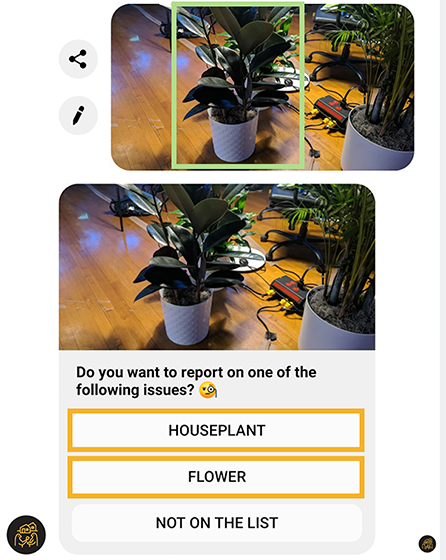 Do you want to report on one of the
following issues? 🧐
HOUSEPLANT
FLOWER
NOT ON THE LIST